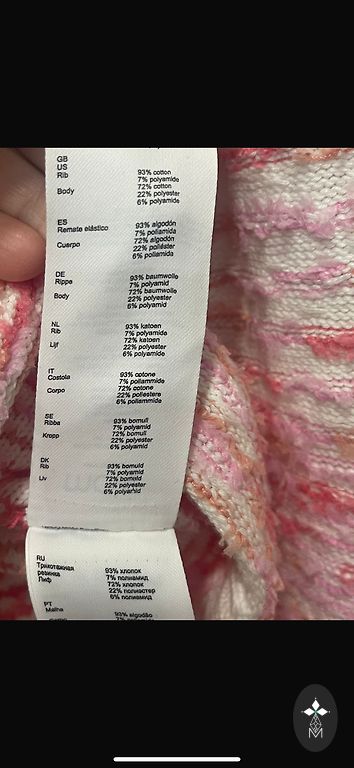 GB
US
Rib 93% cotton
7% polyamide
Body 72% cotton
22% polyester
6% polyamide
ES
Remate elástico 93% algodón
7% poliamida
Cuerpo 72% algodón
22% poliéster
6% poliamida
DE
Rippe 93% baumwolle
7% polyamid
Body 72% baumwolle
22% polyester
6% polyamid
NL
Rib 93% katoen
7% polyamide
Lijf 72% katoen
22% polyester
6% polyamide
IT
Costola 93% cotone
7% poliammide
Corpo 72% cotone
22% poliestere
6% poliammide
SE
Ribba 93% bomull
7% polyamid
Kropp 72% bomull
22% polyester
6% polyamid
DK
Rib 93% bomuld
7% polyamid
Liv 72% bomuld
22% polyester
6% polyamid
RU
Трикотажная 93% хлопок
резинка 7% полиамид
Лиф 72% хлопок
22% полиэстер
6% полиамид
PT
Malha 93% algodão
M